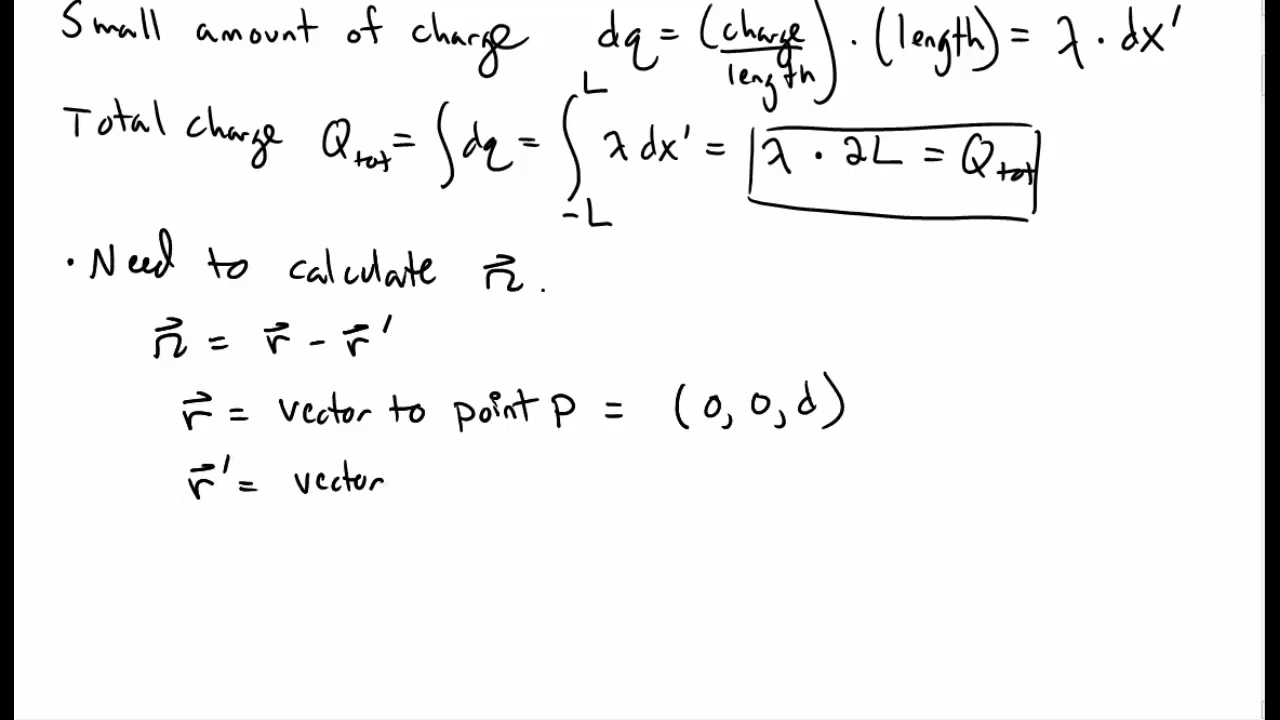 Small amount of charge dq = (charge/length) · (length) = λ · dx'
Total charge Q_tot = ∫dq = ∫_{-L}^{L} λ dx' = λ · 2L = Q_tot
· Need to calculate 𝓇⃗.
𝓇⃗ = r⃗ - r⃗'
r⃗ = vector to point P = (0, 0, d)
r⃗' = vector